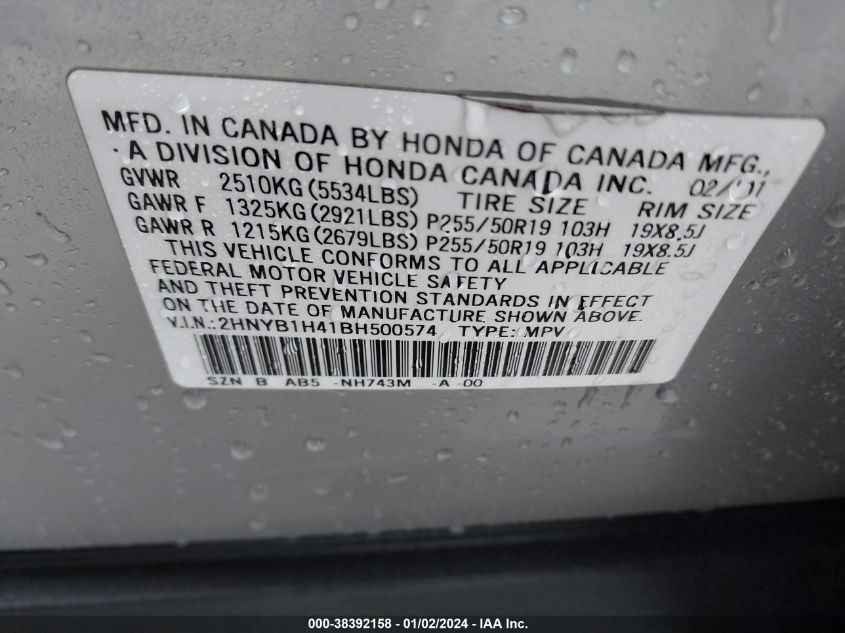 MFD. IN CANADA BY HONDA OF CANADA MFG.,
A DIVISION OF HONDA CANADA INC. 02/'01
GVWR 2510KG(5534LBS) TIRE SIZE RIM SIZE
GAWR F 1325KG(2921LBS) P255/50R19 103H 19X8.5J
GAWR R 1215KG(2679LBS) P255/50R19 103H 19X8.5J
THIS VEHICLE CONFORMS TO ALL APPLICABLE
FEDERAL MOTOR VEHICLE SAFETY
AND THEFT PREVENTION STANDARDS IN EFFECT
ON THE DATE OF MANUFACTURE SHOWN ABOVE.
V.I.N.:2HNYB1H41BH500574 TYPE: MPV
SZN B AB5 -NH743M -A -00
000-38392158 - 01/02/2024 - IAA Inc.